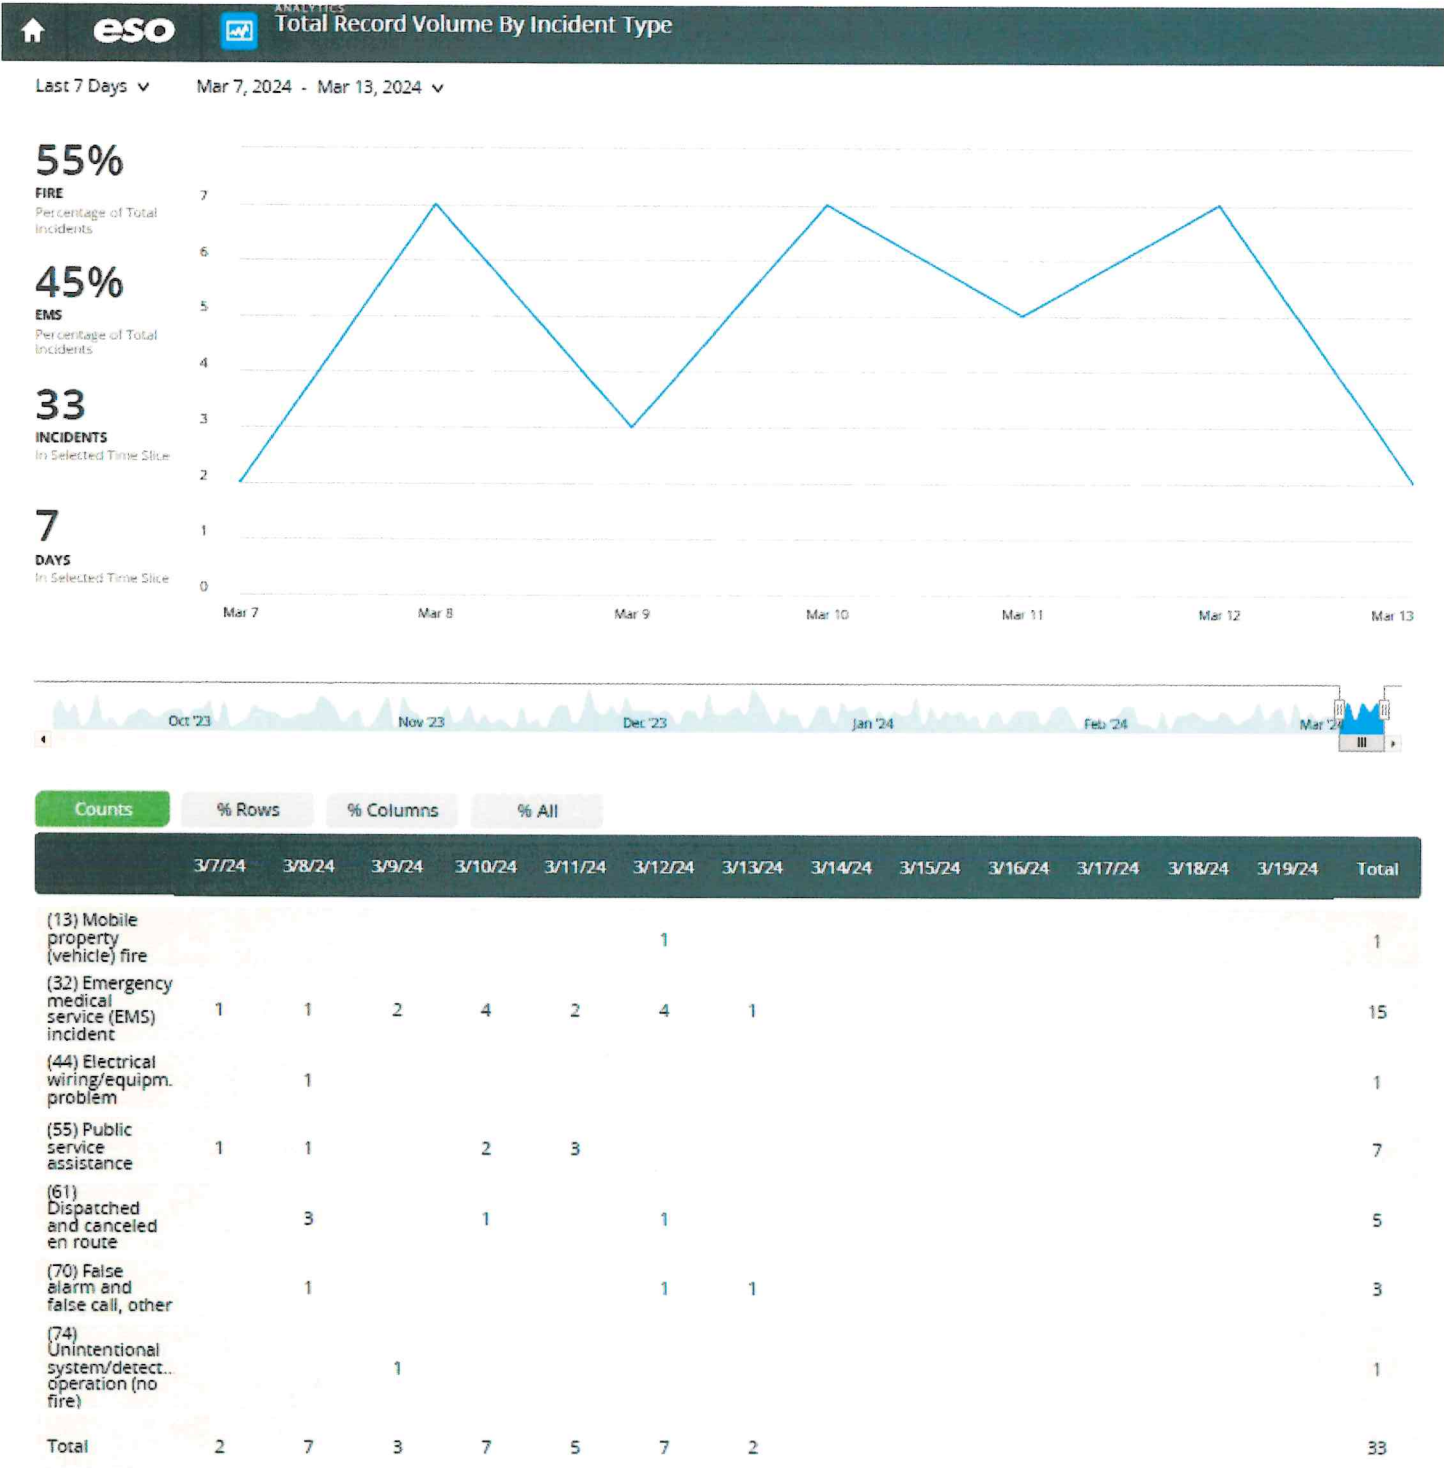 ANALYTICS
eso Total Record Volume By Incident Type
Last 7 Days Mar 7, 2024 - Mar 13, 2024
55%
FIRE
Percentage of Total
Incidents
45%
EMS
Percentage of Total
Incidents
33
INCIDENTS
In Selected Time Slice
7
DAYS
In Selected Time Slice
7
6
5
4
3
2
1
0
Mar 7 Mar 8 Mar 9 Mar 10 Mar 11 Mar 12 Mar 13
Oct '23 Nov '23 Dec '23 Jan '24 Feb '24 Mar '24
Counts % Rows % Columns % All
3/7/24 3/8/24 3/9/24 3/10/24 3/11/24 3/12/24 3/13/24 3/14/24 3/15/24 3/16/24 3/17/24 3/18/24 3/19/24 Total
(13) Mobile
property
(vehicle) fire
1 1
(32) Emergency
medical
service (EMS)
incident
1 1 2 4 2 4 1 15
(44) Electrical
wiring/equipm.
problem
1 1
(55) Public
service
assistance
1 1 2 3 7
(61)
Dispatched
and canceled
en route
3 1 1 5
(70) False
alarm and
false call, other
1 1 1 3
(74)
Unintentional
system/detect..
operation (no
fire)
1 1
Total 2 7 3 7 5 7 2 33